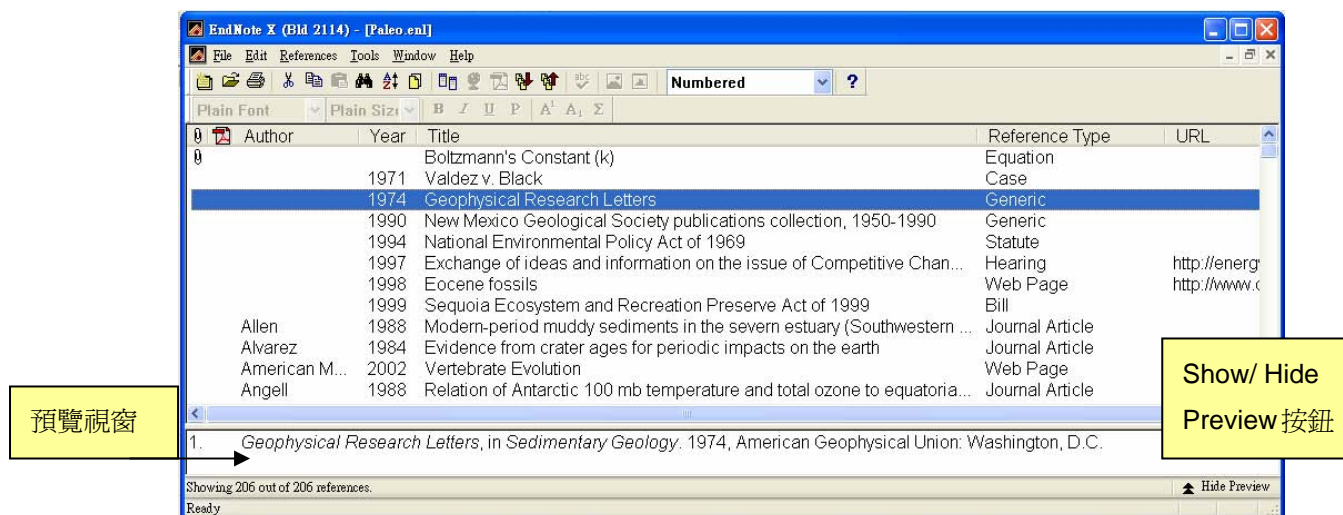 EndNote X (Bld 2114) - [Paleo.enl]
File Edit References Tools Window Help
Numbered ?
Plain Font Plain Siz B I U P A¹ A₁ Σ
Author Year Title Reference Type URL
Boltzmann's Constant (k) Equation
1971 Valdez v. Black Case
1974 Geophysical Research Letters Generic
1990 New Mexico Geological Society publications collection, 1950-1990 Generic
1994 National Environmental Policy Act of 1969 Statute
1997 Exchange of ideas and information on the issue of Competitive Chan... Hearing http://energ
1998 Eocene fossils Web Page http://www.c
1999 Sequoia Ecosystem and Recreation Preserve Act of 1999 Bill
Allen 1988 Modern-period muddy sediments in the severn estuary (Southwestern ... Journal Article
Alvarez 1984 Evidence from crater ages for periodic impacts on the earth Journal Article
American M... 2002 Vertebrate Evolution Web Page
Angell 1988 Relation of Antarctic 100 mb temperature and total ozone to equatoria... Journal Article
Show/ Hide
Preview 按鈕
預覽視窗
1. Geophysical Research Letters, in Sedimentary Geology. 1974, American Geophysical Union: Washington, D.C.
Showing 206 out of 206 references. Hide Preview
Ready